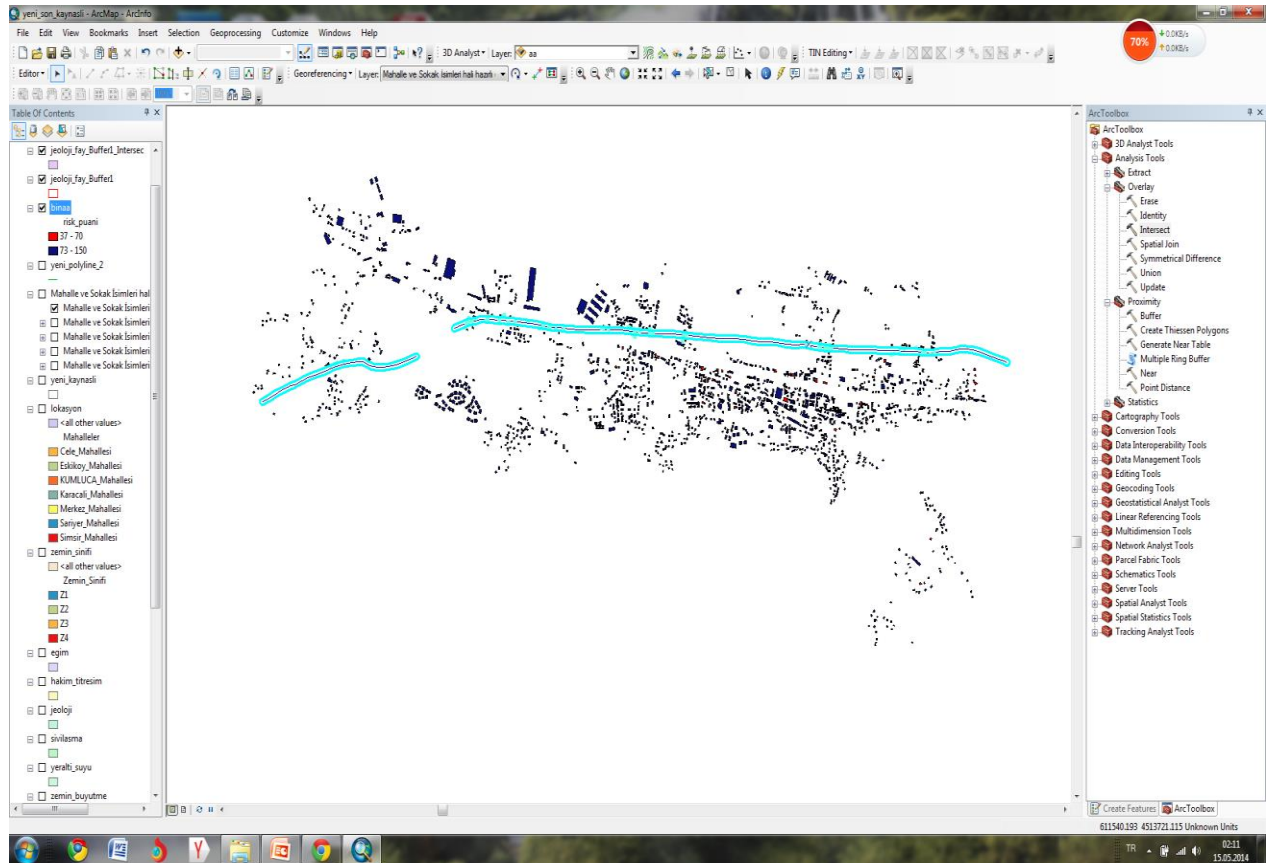 yeni_son_kaynasli - ArcMap - ArcInfo
File Edit View Bookmarks Insert Selection Geoprocessing Customize Windows Help
3D Analyst Layer: aa
TIN Editing
70%
+0.0KB/s
+0.0KB/s
Editor
Georeferencing Layer: Mahalle ve Sokak İsimleri hali hazırlı
Table Of Contents
jeoloji_fay_Buffer1_Intersec
jeoloji_fay_Buffer1
binaa
risk_puani
37 - 70
73 - 150
yeni_polyline_2
Mahalle ve Sokak İsimleri hal
Mahalle ve Sokak İsimleri
Mahalle ve Sokak İsimleri
Mahalle ve Sokak İsimleri
Mahalle ve Sokak İsimleri
Mahalle ve Sokak İsimleri
yeni_kaynasli
lokasyon
<all other values>
Mahalleler
Cele_Mahallesi
Eskikoy_Mahallesi
KUMLUCA_Mahallesi
Karacali_Mahallesi
Merkez_Mahallesi
Sariyer_Mahallesi
Simsir_Mahallesi
zemin_sinifi
<all other values>
Zemin_Sinifi
Z1
Z2
Z3
Z4
egim
hakim_titresim
jeoloji
sivilasma
yeralti_suyu
zemin_buyutme
ArcToolbox
ArcToolbox
3D Analyst Tools
Analysis Tools
Extract
Overlay
Erase
Identity
Intersect
Spatial Join
Symmetrical Difference
Union
Update
Proximity
Buffer
Create Thiessen Polygons
Generate Near Table
Multiple Ring Buffer
Near
Point Distance
Statistics
Cartography Tools
Conversion Tools
Data Interoperability Tools
Data Management Tools
Editing Tools
Geocoding Tools
Geostatistical Analyst Tools
Linear Referencing Tools
Multidimension Tools
Network Analyst Tools
Parcel Fabric Tools
Schematics Tools
Server Tools
Spatial Analyst Tools
Spatial Statistics Tools
Tracking Analyst Tools
Create Features ArcToolbox
611540.193 4513721.115 Unknown Units
TR
02:11
15.05.2014